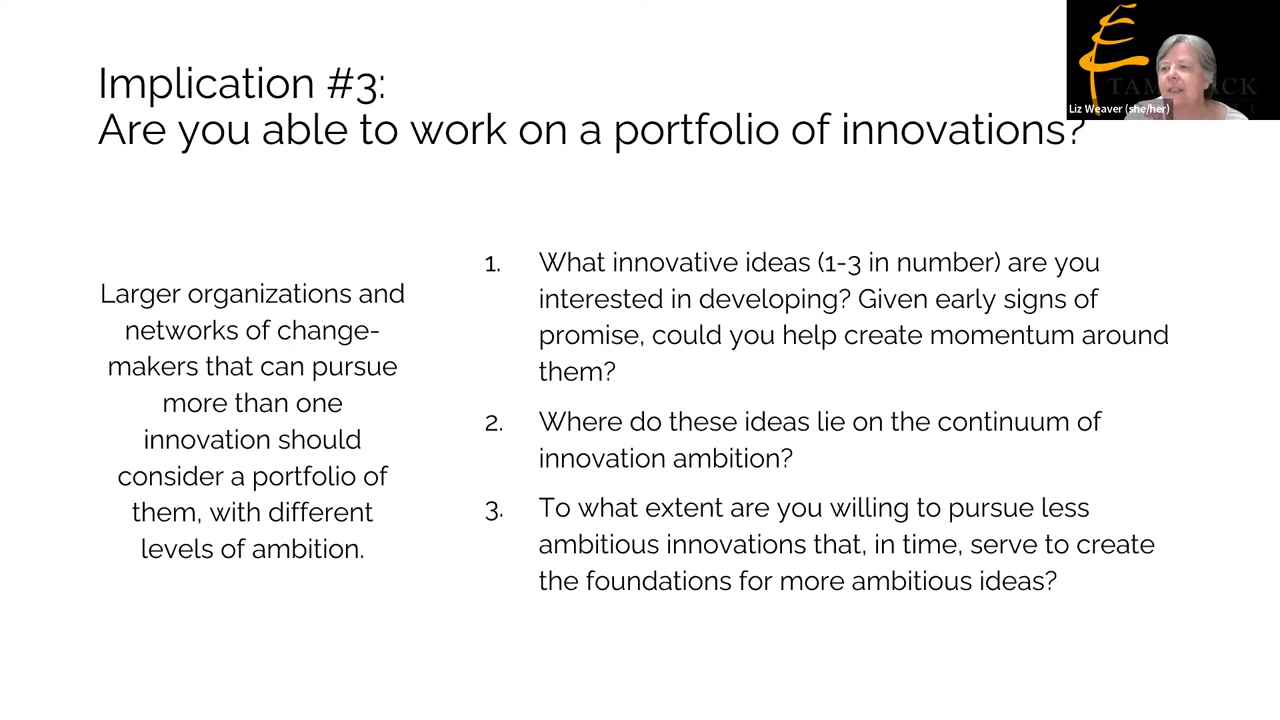 Implication #3:
Are you able to work on a portfolio of innovations?
TAM ACK
Liz Weaver (she/her)
Larger organizations and
networks of change-
makers that can pursue
more than one
innovation should
consider a portfolio of
them, with different
levels of ambition.
1. What innovative ideas (1-3 in number) are you
interested in developing? Given early signs of
promise, could you help create momentum around
them?
2. Where do these ideas lie on the continuum of
innovation ambition?
3. To what extent are you willing to pursue less
ambitious innovations that, in time, serve to create
the foundations for more ambitious ideas?